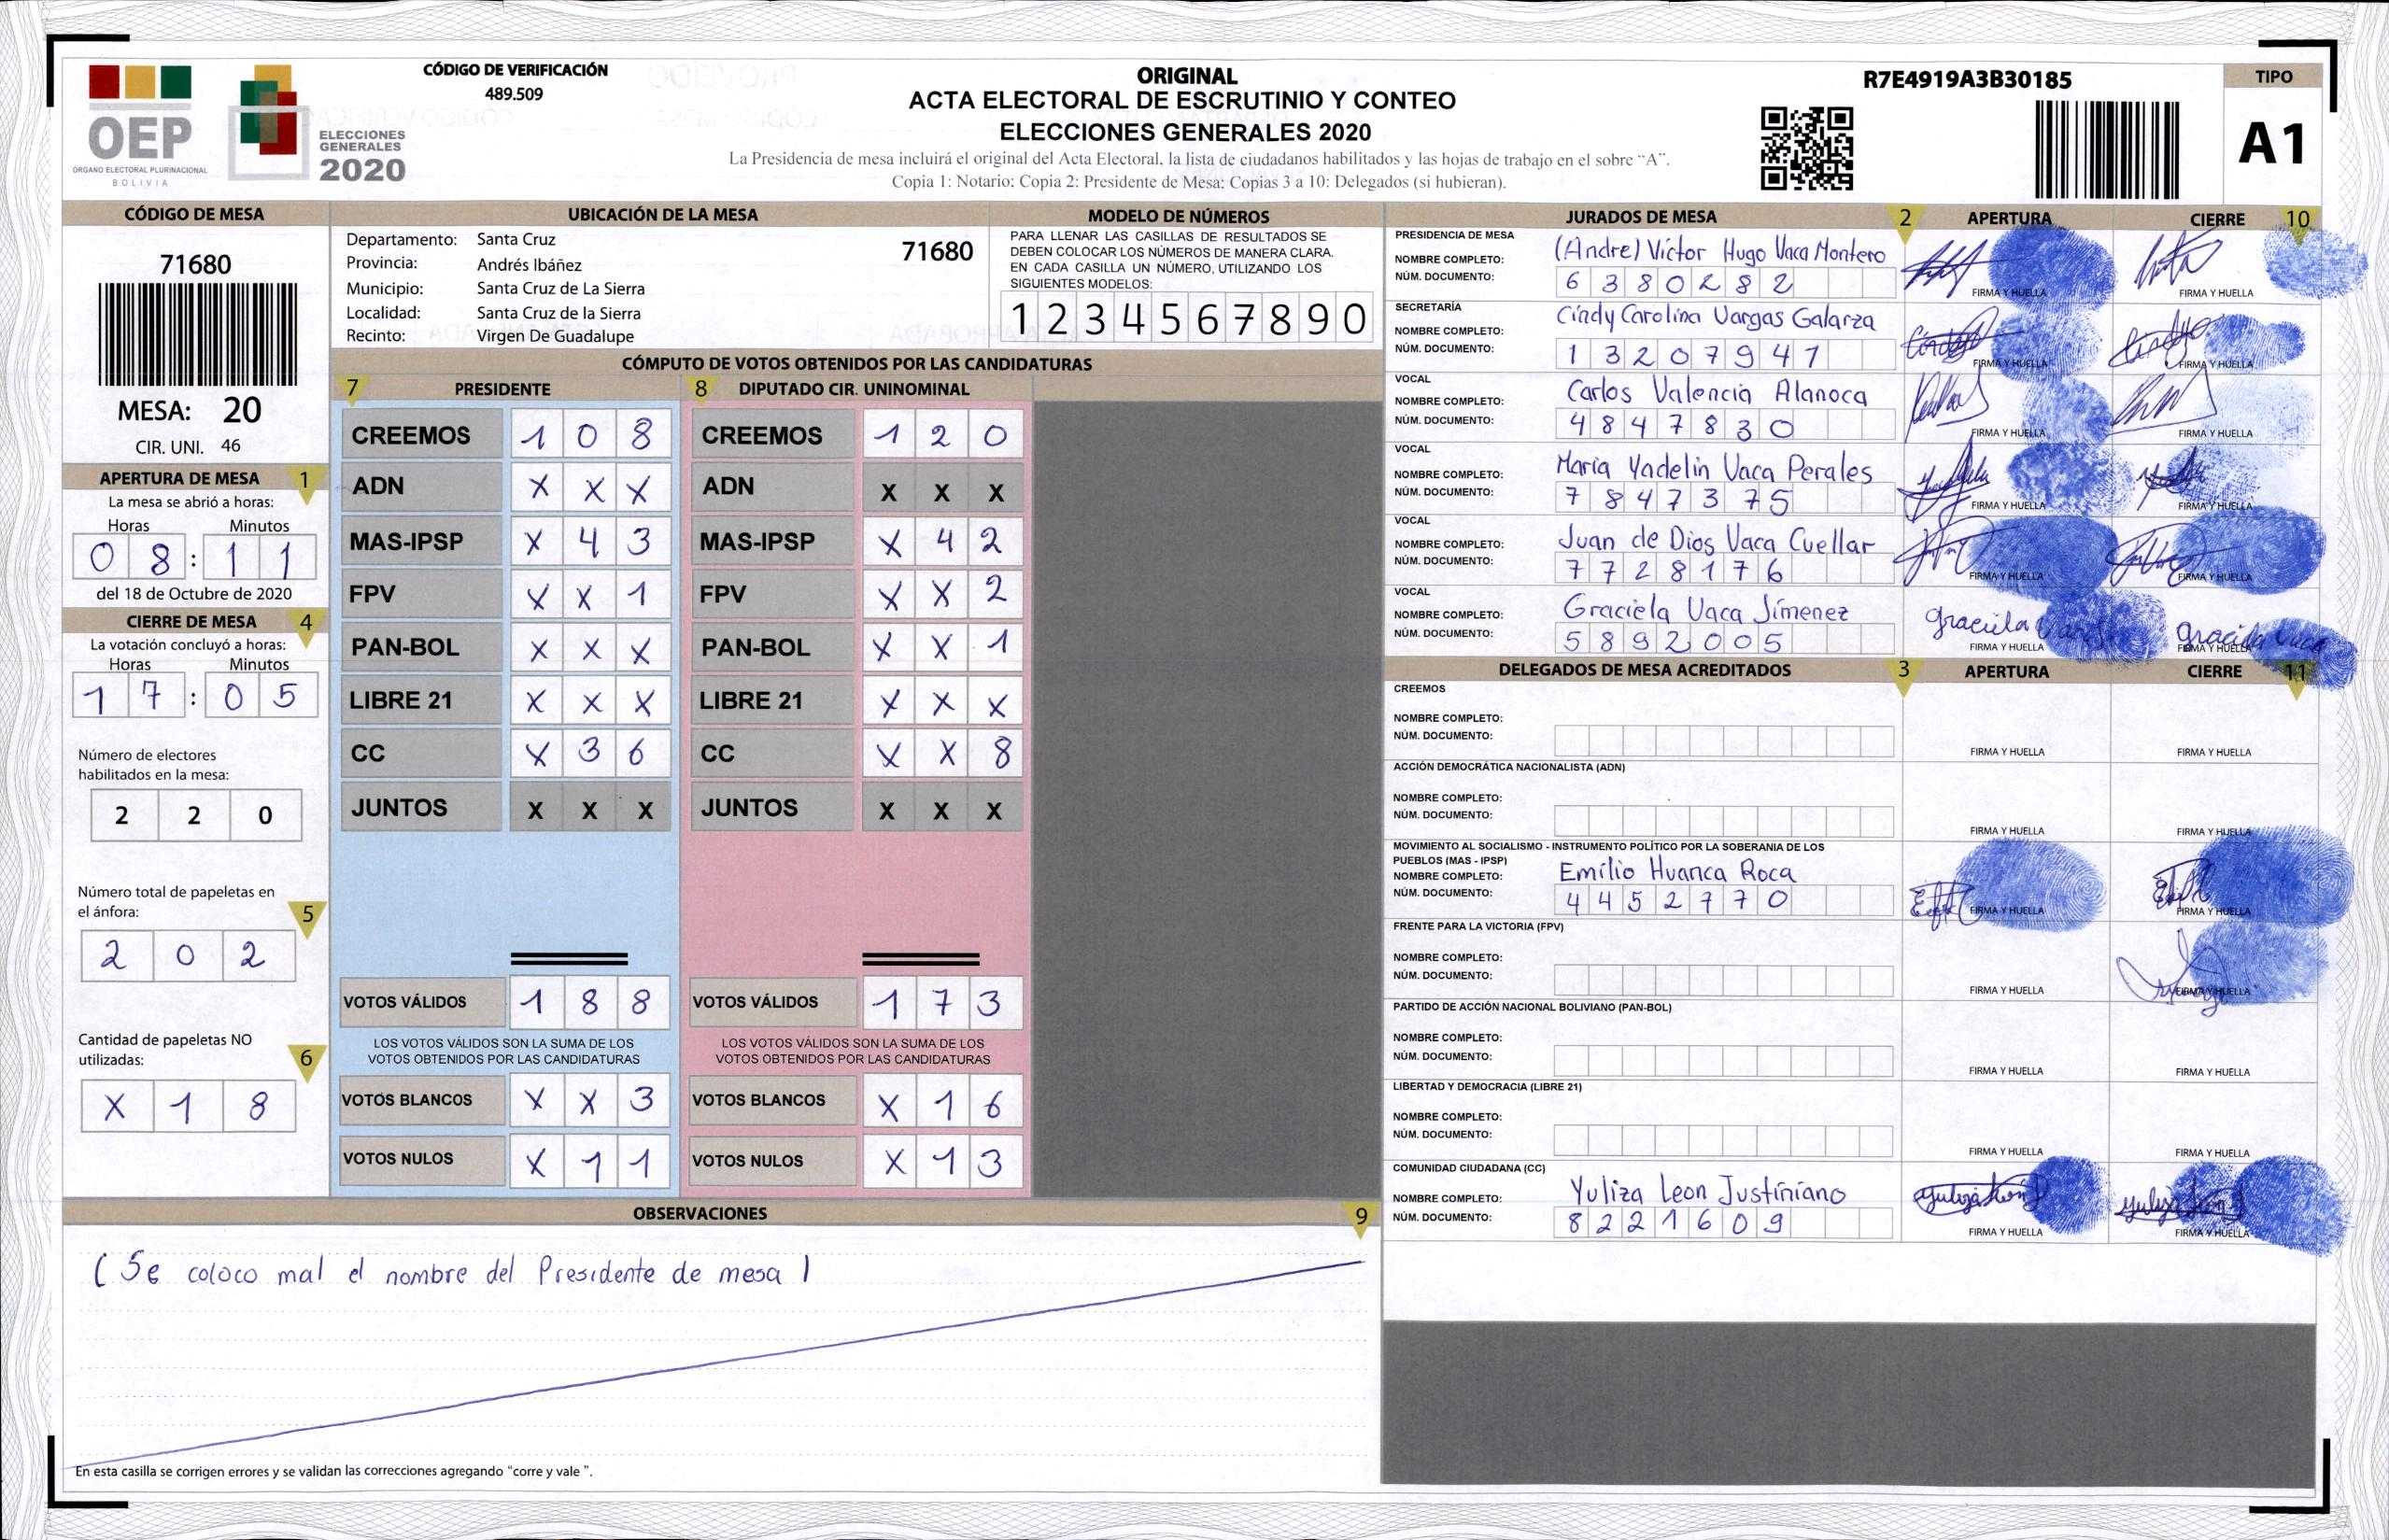 OEP
ORGANO ELECTORAL PLURINACIONAL
BOLIVIA
ELECCIONES
GENERALES
2020
CÓDIGO DE VERIFICACIÓN
489.509
ORIGINAL
ACTA ELECTORAL DE ESCRUTINIO Y CONTEO
ELECCIONES GENERALES 2020
La Presidencia de mesa incluirá el original del Acta Electoral, la lista de ciudadanos habilitados y las hojas de trabajo en el sobre “A”.
Copia 1: Notario: Copia 2: Presidente de Mesa: Copias 3 a 10: Delegados (si hubieran).
R7E4919A3B30185
TIPO
A1
CÓDIGO DE MESA
71680
MESA: 20
CIR. UNI. 46
APERTURA DE MESA 1
La mesa se abrió a horas:
Horas Minutos
0 8 : 1 1
del 18 de Octubre de 2020
CIERRE DE MESA 4
La votación concluyó a horas:
Horas Minutos
1 7 : 0 5
Número de electores
habilitados en la mesa:
2 2 0
Número total de papeletas en
el ánfora: 5
2 0 2
Cantidad de papeletas NO
utilizadas: 6
X 1 8
UBICACIÓN DE LA MESA
Departamento: Santa Cruz 71680
Provincia: Andrés Ibáñez
Municipio: Santa Cruz de La Sierra
Localidad: Santa Cruz de la Sierra
Recinto: Virgen De Guadalupe
MODELO DE NÚMEROS
PARA LLENAR LAS CASILLAS DE RESULTADOS SE
DEBEN COLOCAR LOS NÚMEROS DE MANERA CLARA.
EN CADA CASILLA UN NÚMERO, UTILIZANDO LOS
SIGUIENTES MODELOS:
1 2 3 4 5 6 7 8 9 0
CÓMPUTO DE VOTOS OBTENIDOS POR LAS CANDIDATURAS
7 PRESIDENTE 8 DIPUTADO CIR. UNINOMINAL
CREEMOS 1 0 8 CREEMOS 1 2 0
ADN X X X ADN X X X
MAS-IPSP X 4 3 MAS-IPSP X 4 2
FPV X X 1 FPV X X 2
PAN-BOL X X X PAN-BOL X X 1
LIBRE 21 X X X LIBRE 21 X X X
CC X 3 6 CC X X 8
JUNTOS X X X JUNTOS X X X
VOTOS VÁLIDOS 1 8 8 VOTOS VÁLIDOS 1 7 3
LOS VOTOS VÁLIDOS SON LA SUMA DE LOS LOS VOTOS VÁLIDOS SON LA SUMA DE LOS
VOTOS OBTENIDOS POR LAS CANDIDATURAS VOTOS OBTENIDOS POR LAS CANDIDATURAS
VOTOS BLANCOS X X 3 VOTOS BLANCOS X 1 6
VOTOS NULOS X 1 1 VOTOS NULOS X 1 3
OBSERVACIONES 9
(Se coloco mal el nombre del Presidente de mesa)
En esta casilla se corrigen errores y se validan las correcciones agregando “corre y vale ”.
JURADOS DE MESA 2 APERTURA CIERRE 10
PRESIDENCIA DE MESA
NOMBRE COMPLETO: (Andre) Víctor Hugo Vaca Montero
NÚM. DOCUMENTO: 6 3 8 0 2 8 2
FIRMA Y HUELLA FIRMA Y HUELLA
SECRETARÍA
NOMBRE COMPLETO: Cindy Carolina Vargas Galarza
NÚM. DOCUMENTO: 1 3 2 0 7 9 4 1
FIRMA Y HUELLA FIRMA Y HUELLA
VOCAL
NOMBRE COMPLETO: Carlos Valencia Alanoca
NÚM. DOCUMENTO: 4 8 4 7 8 3 0
FIRMA Y HUELLA FIRMA Y HUELLA
VOCAL
NOMBRE COMPLETO: María Yadelin Vaca Perales
NÚM. DOCUMENTO: 7 8 4 7 3 7 5
FIRMA Y HUELLA FIRMA Y HUELLA
VOCAL
NOMBRE COMPLETO: Juan de Dios Vaca Cuellar
NÚM. DOCUMENTO: 7 7 2 8 1 7 6
FIRMA Y HUELLA FIRMA Y HUELLA
VOCAL
NOMBRE COMPLETO: Graciela Vaca Jímenez
NÚM. DOCUMENTO: 5 8 9 2 0 0 5
graciela Vaca graciela Vaca
FIRMA Y HUELLA FIRMA Y HUELLA
DELEGADOS DE MESA ACREDITADOS 3 APERTURA CIERRE 11
CREEMOS
NOMBRE COMPLETO:
NÚM. DOCUMENTO:
FIRMA Y HUELLA FIRMA Y HUELLA
ACCIÓN DEMOCRÁTICA NACIONALISTA (ADN)
NOMBRE COMPLETO:
NÚM. DOCUMENTO:
FIRMA Y HUELLA FIRMA Y HUELLA
MOVIMIENTO AL SOCIALISMO - INSTRUMENTO POLÍTICO POR LA SOBERANIA DE LOS
PUEBLOS (MAS - IPSP)
NOMBRE COMPLETO: Emilio Huanca Roca
NÚM. DOCUMENTO: 4 4 5 2 7 7 0
FIRMA Y HUELLA FIRMA Y HUELLA
FRENTE PARA LA VICTORIA (FPV)
NOMBRE COMPLETO:
NÚM. DOCUMENTO:
FIRMA Y HUELLA FIRMA Y HUELLA
PARTIDO DE ACCIÓN NACIONAL BOLIVIANO (PAN-BOL)
NOMBRE COMPLETO:
NÚM. DOCUMENTO:
FIRMA Y HUELLA FIRMA Y HUELLA
LIBERTAD Y DEMOCRACIA (LIBRE 21)
NOMBRE COMPLETO:
NÚM. DOCUMENTO:
FIRMA Y HUELLA FIRMA Y HUELLA
COMUNIDAD CIUDADANA (CC)
NOMBRE COMPLETO: Yuliza Leon Justiniano
NÚM. DOCUMENTO: 8 2 2 1 6 0 9
FIRMA Y HUELLA FIRMA Y HUELLA